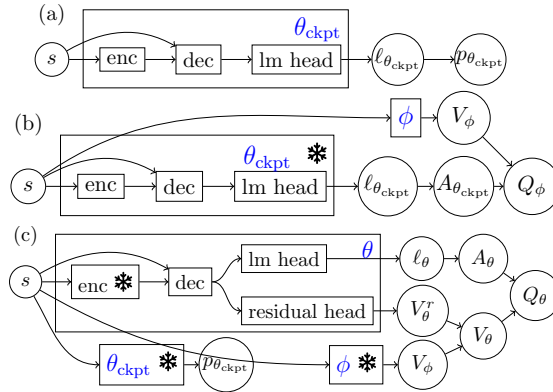 (a)
θ_ckpt
s enc dec lm head ℓ_θckpt p_θckpt
(b)
ϕ V_ϕ
θ_ckpt ❄
s enc dec lm head ℓ_θckpt A_θckpt Q_ϕ
(c)
lm head θ ℓ_θ A_θ
s enc ❄ dec Q_θ
residual head V_θ^r V_θ
θ_ckpt ❄ p_θckpt ϕ ❄ V_ϕ